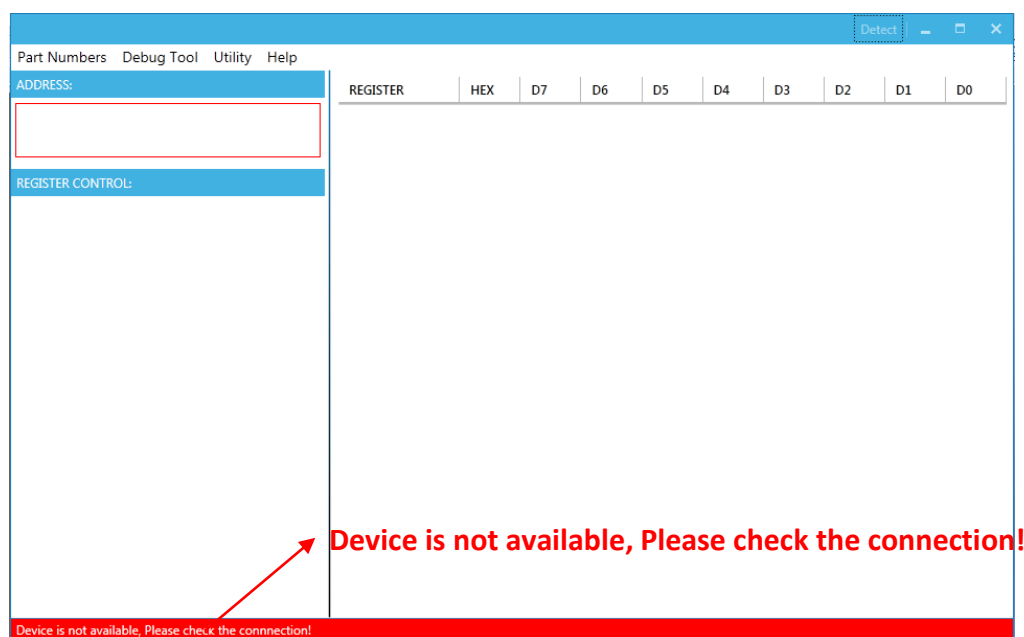 Detect
Part Numbers Debug Tool Utility Help
ADDRESS:
REGISTER HEX D7 D6 D5 D4 D3 D2 D1 D0
REGISTER CONTROL:
Device is not available, Please check the connection!
Device is not available, Please check the connnection!